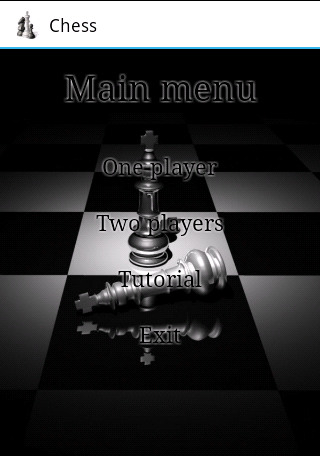 Chess
Main menu
One player
Two players
Tutorial
Exit